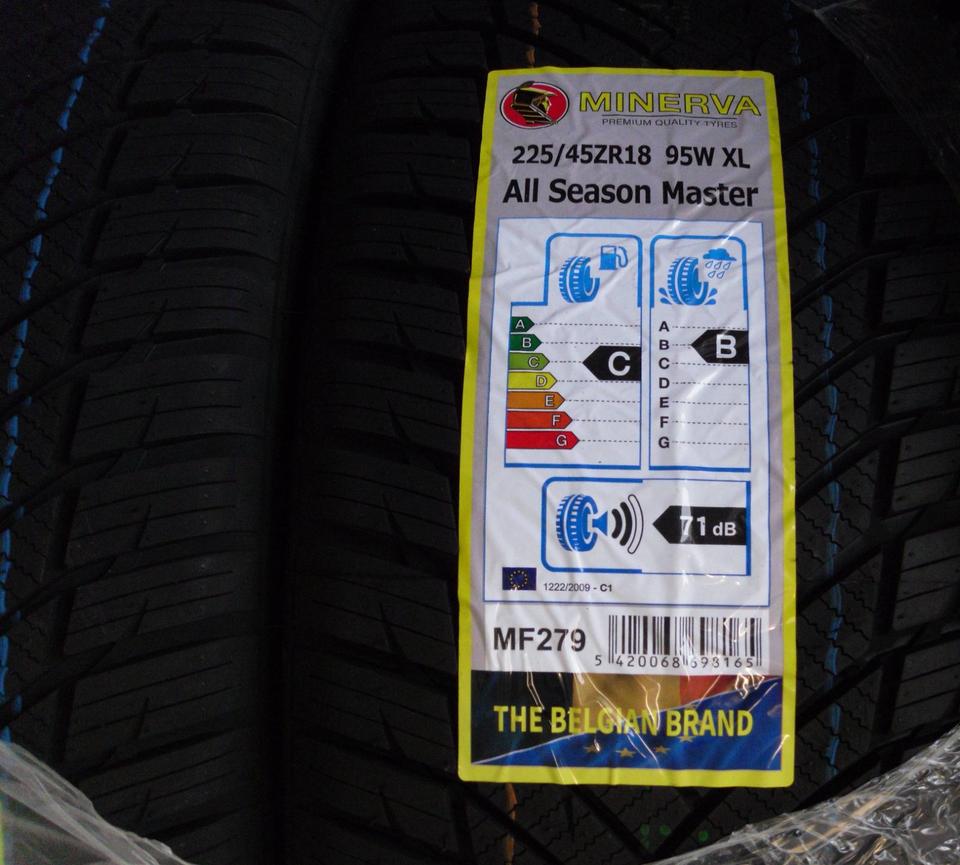 MINERVA
PREMIUM QUALITY TYRES
225/45ZR18 95W XL
All Season Master
A
B
C
D
E
F
G
C
A
B
C
D
E
F
G
B
71 dB
1222/2009 - C1
MF279
5 420068 698165
THE BELGIAN BRAND